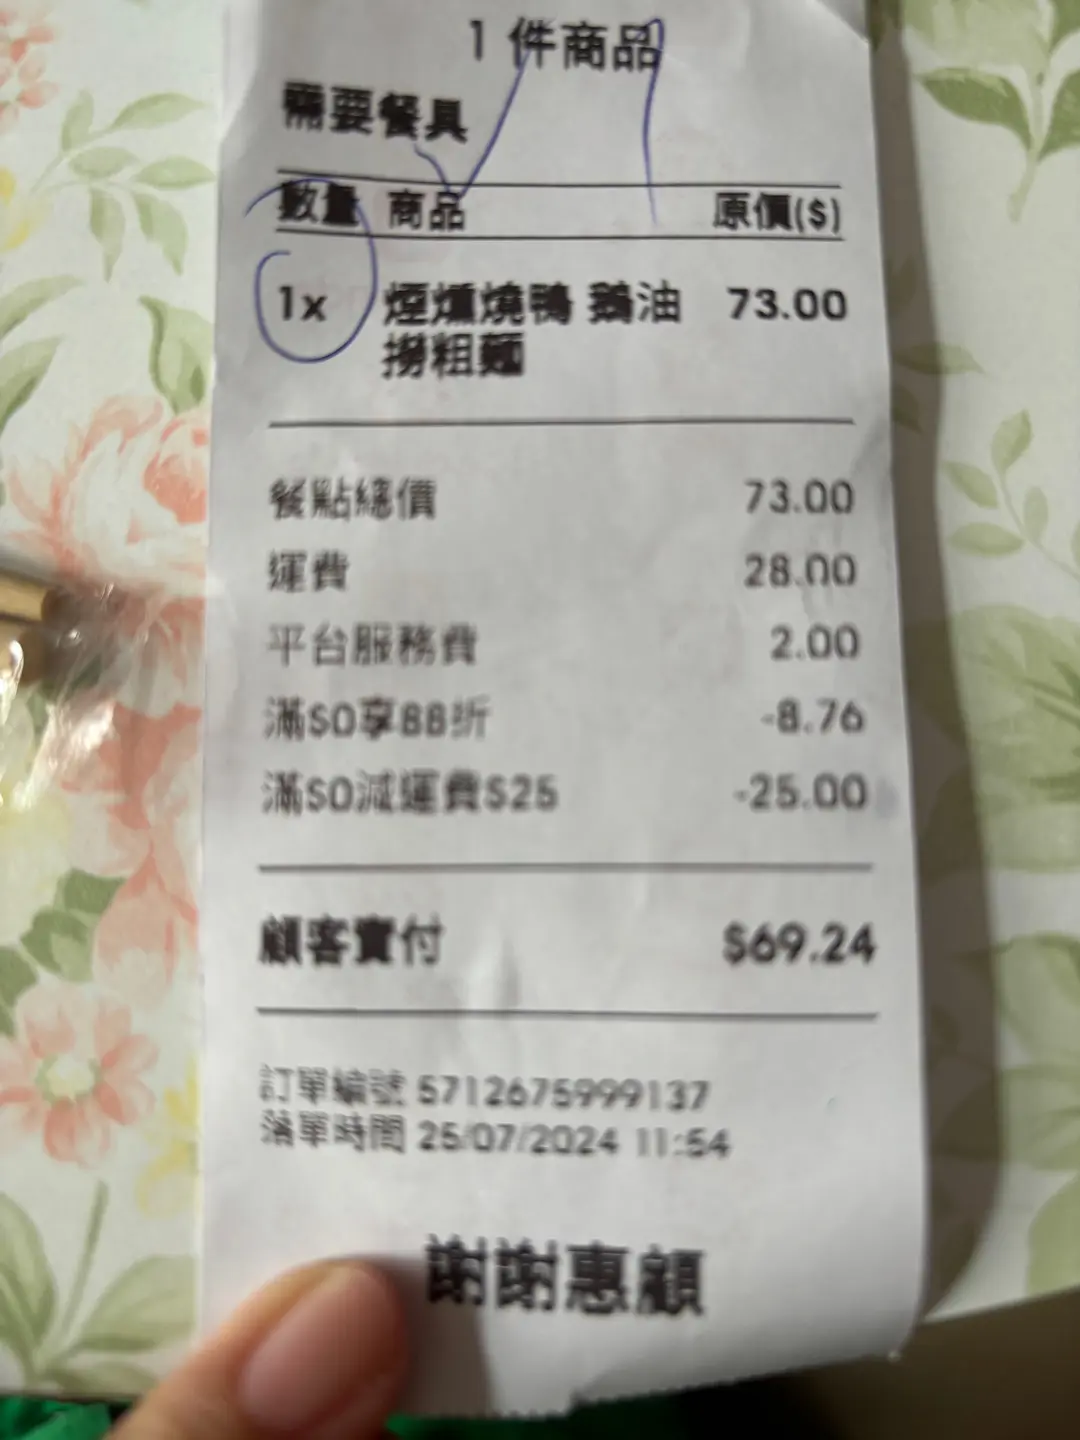 1 件商品
需要餐具
數量 商品 原價($)
1x 煙燻燒鴨 鵝油 73.00
撈粗麵
餐點總價 73.00
運費 28.00
平台服務費 2.00
滿$0享88折 -8.76
滿$0減運費$25 -25.00
顧客實付 $69.24
訂單編號 5712675999137
落單時間 25/07/2024 11:54
謝謝惠顧